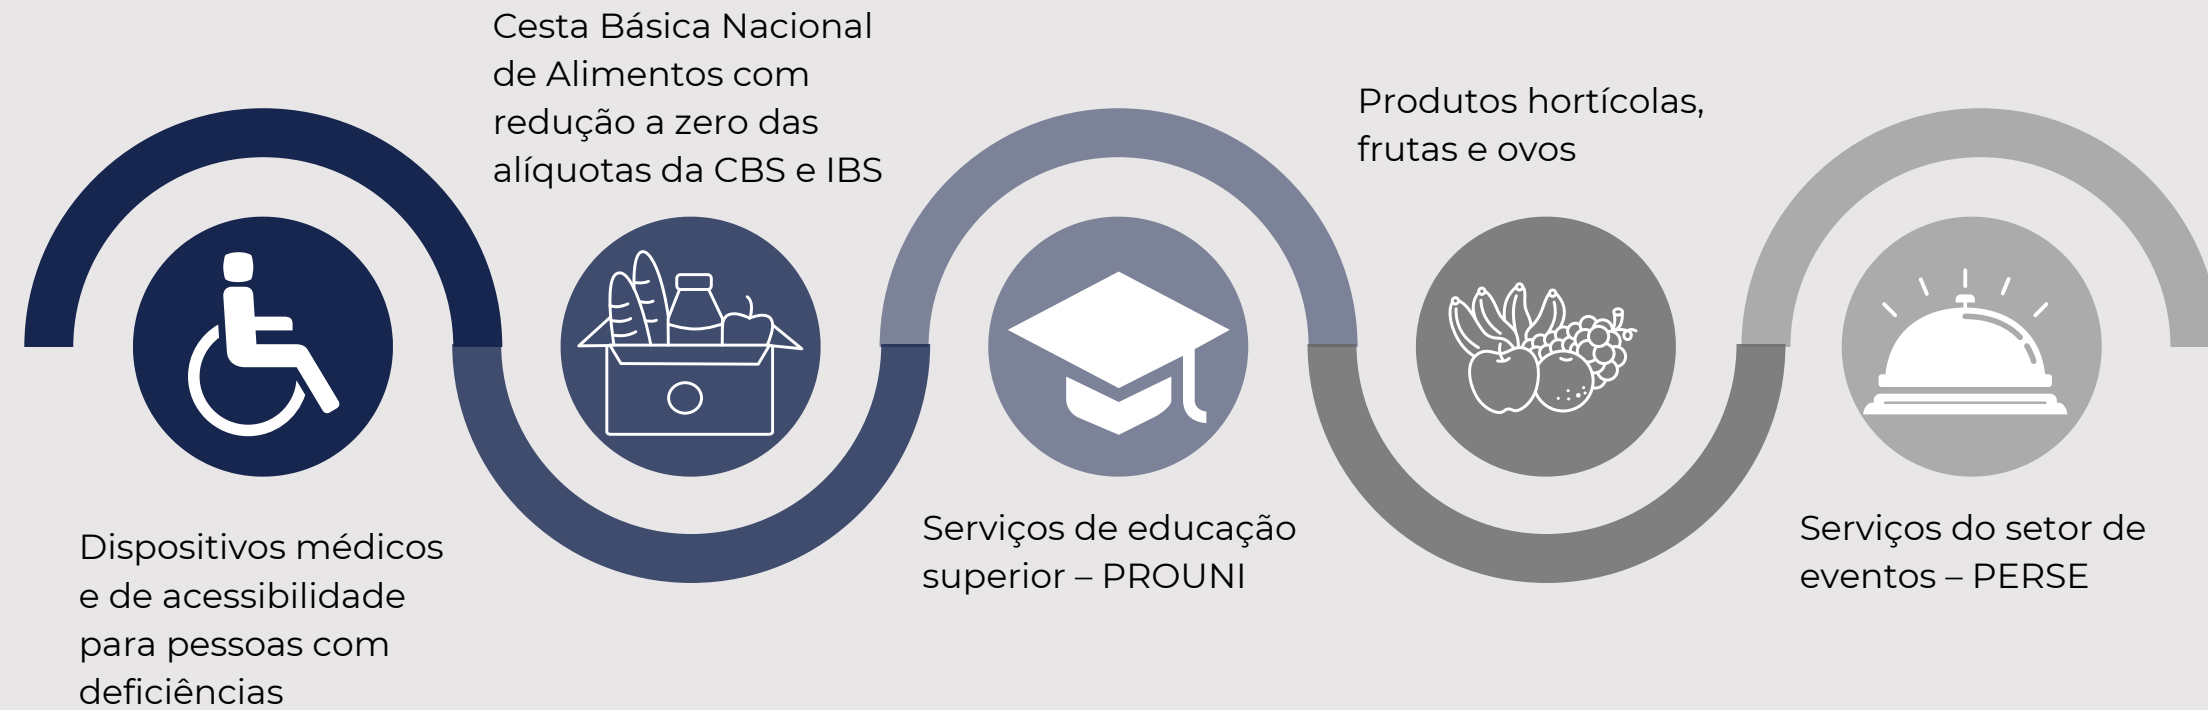 Dispositivos médicos
e de acessibilidade
para pessoas com
deficiências
Cesta Básica Nacional
de Alimentos com
redução a zero das
alíquotas da CBS e IBS
Serviços de educação
superior – PROUNI
Produtos hortícolas,
frutas e ovos
Serviços do setor de
eventos – PERSE